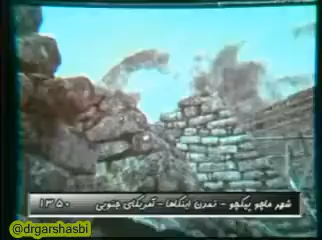 شهر ماچو پیکچو - تمدن اینکاها - آمریکای جنوبی ۱۳۵۰
@drgarshasbi